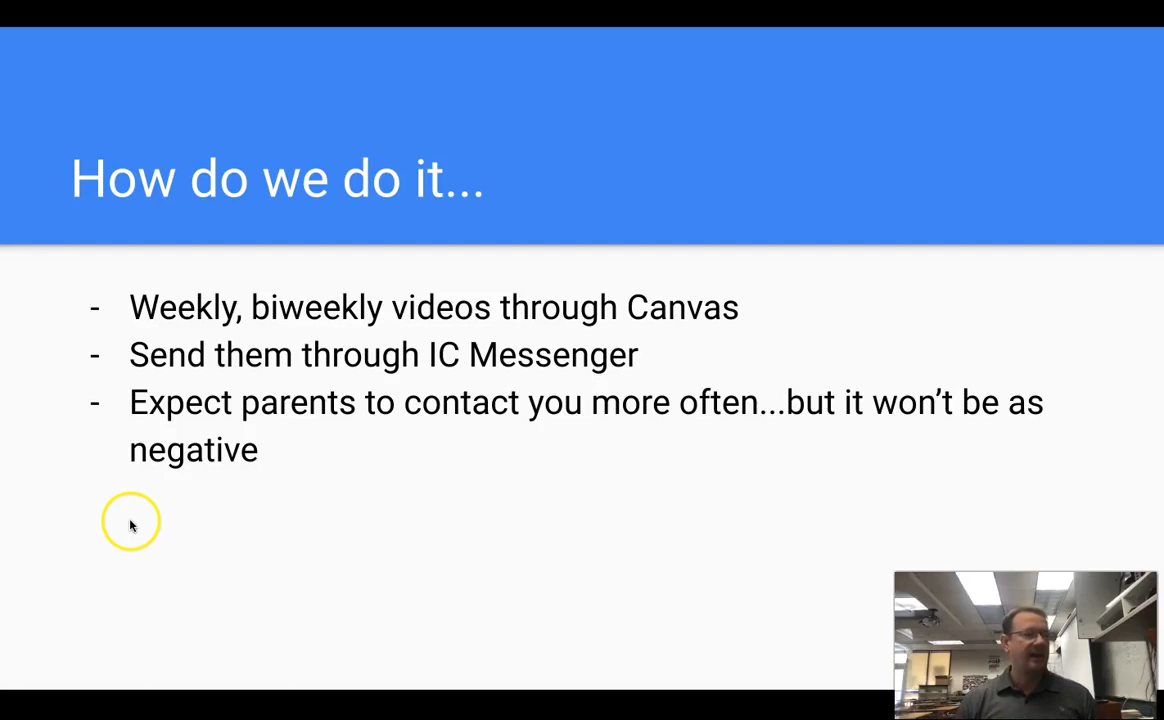 How do we do it...
- Weekly, biweekly videos through Canvas
- Send them through IC Messenger
- Expect parents to contact you more often...but it won’t be as
negative